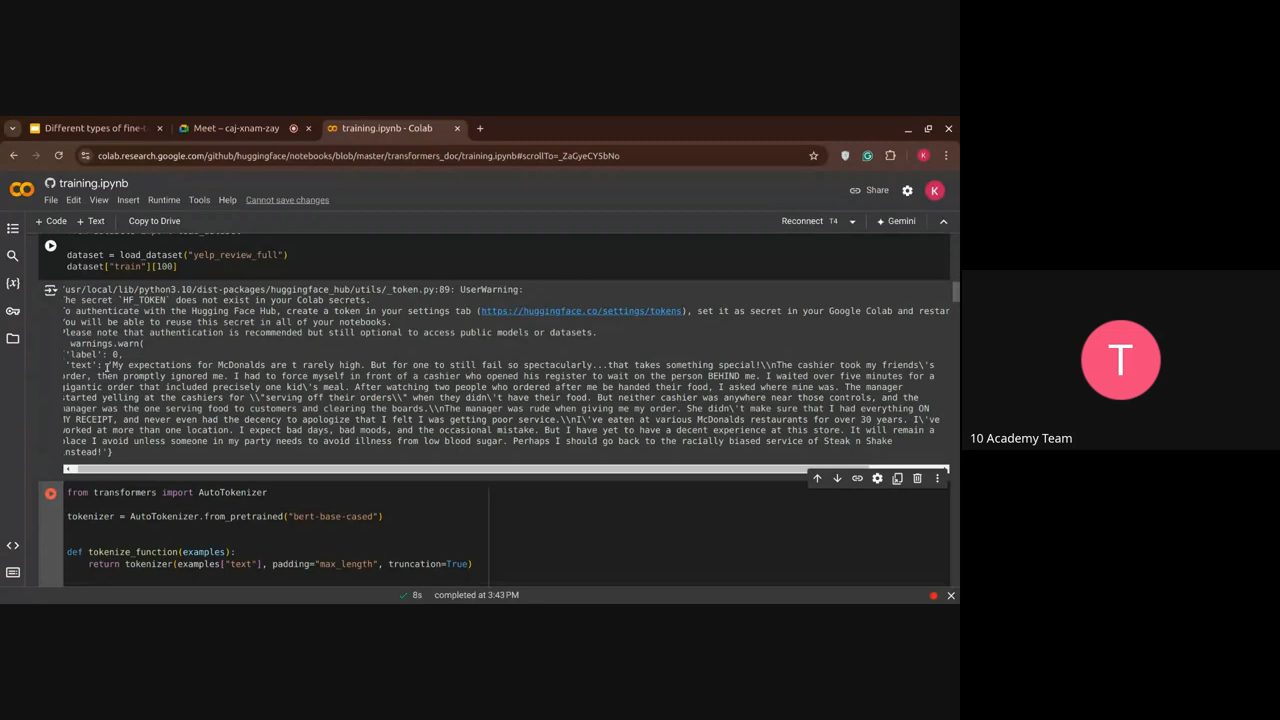 Different types of fine-t
Meet – caj-xnam-zay
training.ipynb - Colab
colab.research.google.com/github/huggingface/notebooks/blob/master/transformers_doc/training.ipynb#scrollTo=_ZaGyeCY5bNo
K
training.ipynb
Share
K
File Edit View Insert Runtime Tools Help Cannot save changes
+ Code + Text Copy to Drive
Reconnect T4
Gemini
dataset = load_dataset("yelp_review_full")
dataset["train"][100]
usr/local/lib/python3.10/dist-packages/huggingface_hub/utils/_token.py:89: UserWarning:
he secret `HF_TOKEN` does not exist in your Colab secrets.
o authenticate with the Hugging Face Hub, create a token in your settings tab (https://huggingface.co/settings/tokens), set it as secret in your Google Colab and restar
ou will be able to reuse this secret in all of your notebooks.
lease note that authentication is recommended but still optional to access public models or datasets.
warnings.warn(
'label': 0,
'text': 'My expectations for McDonalds are t rarely high. But for one to still fail so spectacularly...that takes something special!\\nThe cashier took my friends\'s
order, then promptly ignored me. I had to force myself in front of a cashier who opened his register to wait on the person BEHIND me. I waited over five minutes for a
gigantic order that included precisely one kid\'s meal. After watching two people who ordered after me be handed their food, I asked where mine was. The manager
started yelling at the cashiers for \\"serving off their orders\\" when they didn\'t have their food. But neither cashier was anywhere near those controls, and the
manager was the one serving food to customers and clearing the boards.\\nThe manager was rude when giving me my order. She didn\'t make sure that I had everything ON
MY RECEIPT, and never even had the decency to apologize that I felt I was getting poor service.\\nI\'ve eaten at various McDonalds restaurants for over 30 years. I\'ve
worked at more than one location. I expect bad days, bad moods, and the occasional mistake. But I have yet to have a decent experience at this store. It will remain a
place I avoid unless someone in my party needs to avoid illness from low blood sugar. Perhaps I should go back to the racially biased service of Steak n Shake
nstead!'}
from transformers import AutoTokenizer
tokenizer = AutoTokenizer.from_pretrained("bert-base-cased")
def tokenize_function(examples):
return tokenizer(examples["text"], padding="max_length", truncation=True)
8s completed at 3:43PM
T
10 Academy Team